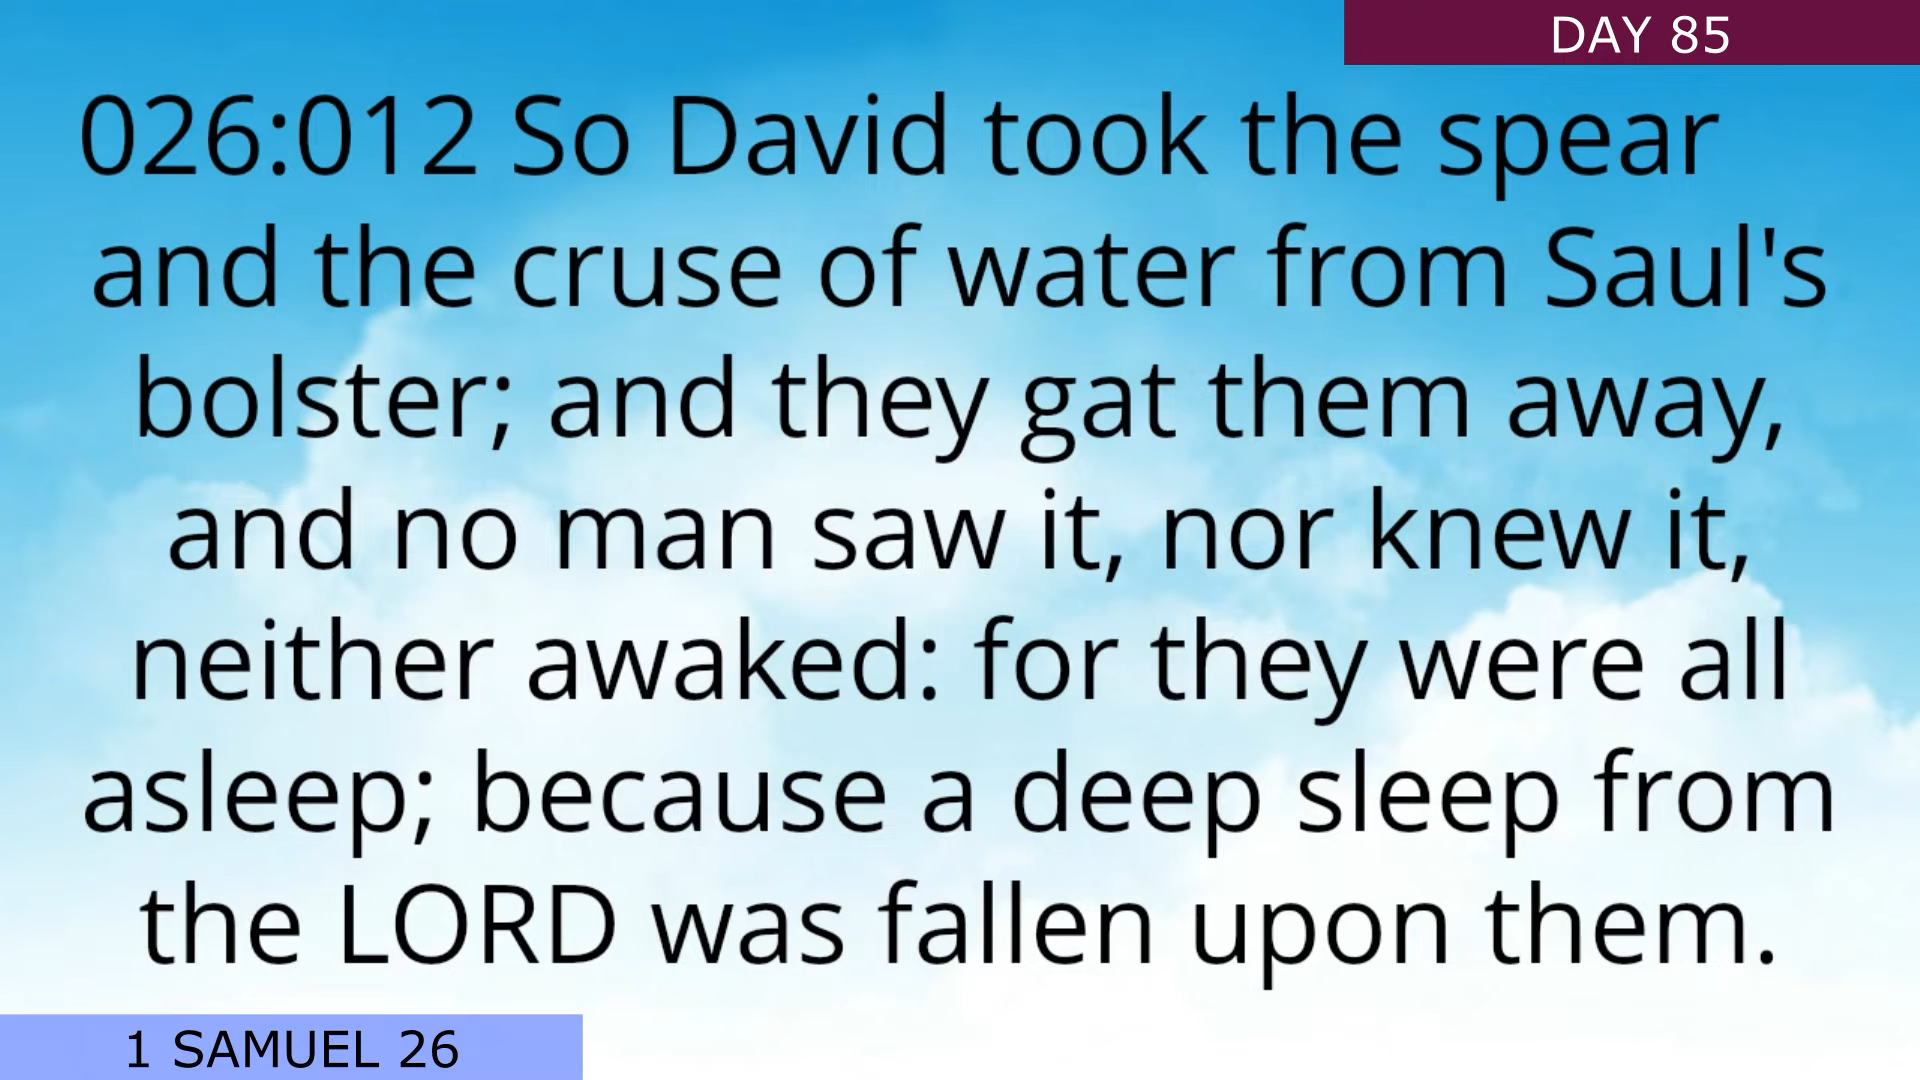 DAY 85
026:012 So David took the spear
and the cruse of water from Saul's
bolster; and they gat them away,
and no man saw it, nor knew it,
neither awaked: for they were all
asleep; because a deep sleep from
the LORD was fallen upon them.
1 SAMUEL 26